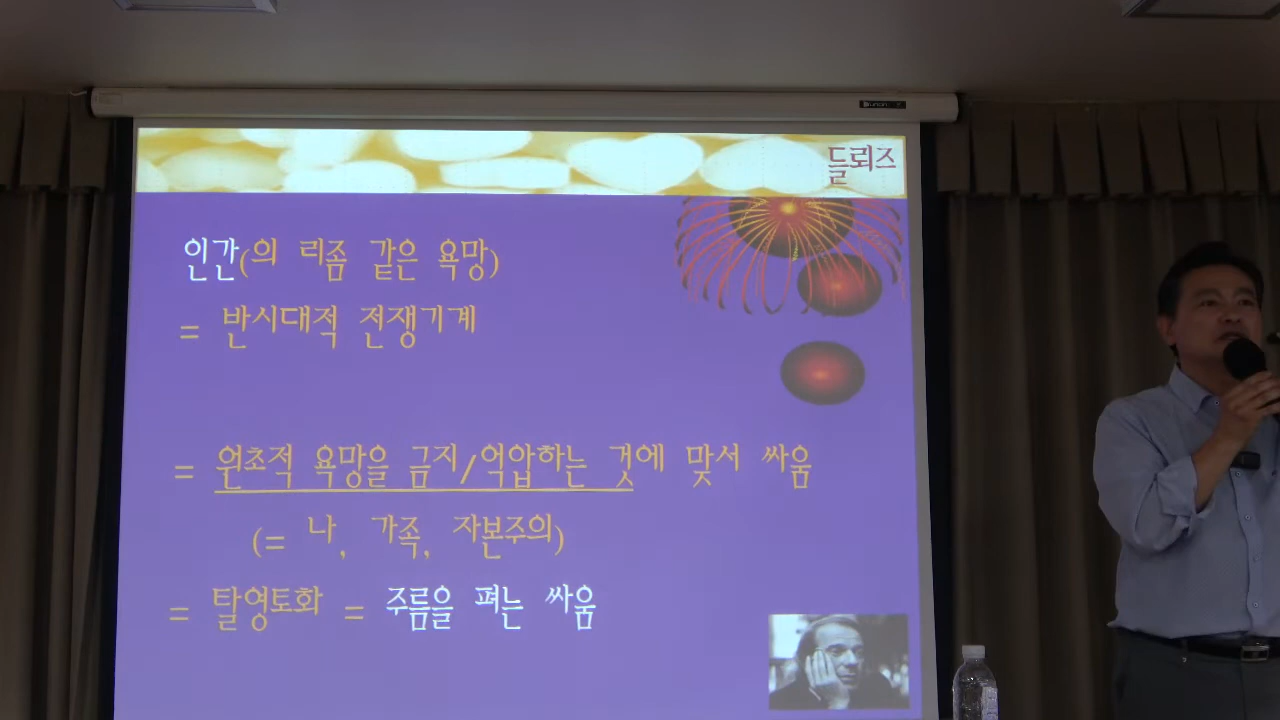 들뢰즈
인간(의 리좀 같은 욕망)
= 반시대적 전쟁기계
= 원초적 욕망을 금지/억압하는 것에 맞서 싸움
(= 나, 가족, 자본주의)
= 탈영토화 = 주름을 펴는 싸움